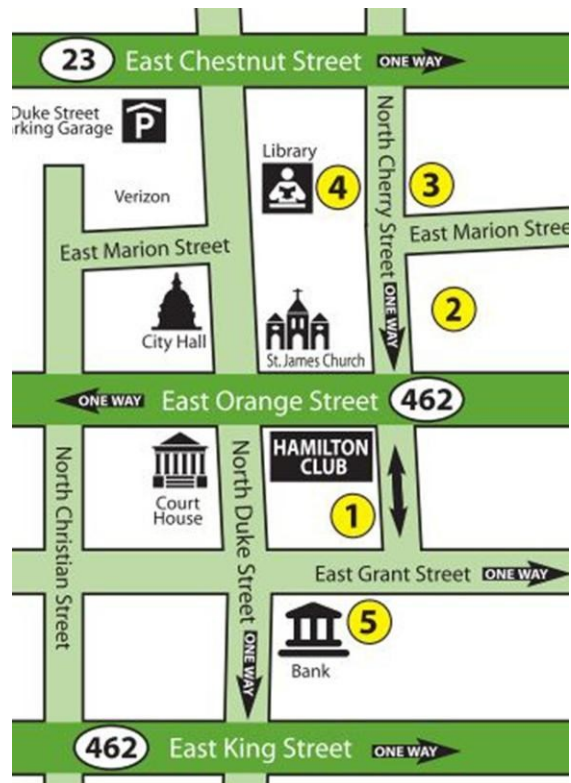 23 East Chestnut Street ONE WAY
Duke Street
rking Garage
P
Library
4
3
North Cherry Street ONE WAY
Verizon
East Marion Street
East Marion Stree
2
City Hall
St. James Church
ONE WAY East Orange Street 462
HAMILTON
CLUB
Court
House
1
North Christian Street
North Duke Street ONE WAY
East Grant Street ONE WAY
5
Bank
462 East King Street ONE WAY